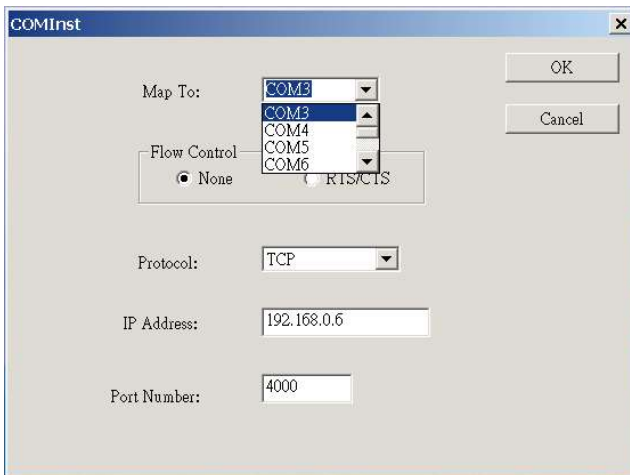 COMInst
OK
Map To:
COM3
Cancel
COM3
COM4
COM5
COM6
Flow Control
None
RTS/CTS
Protocol:
TCP
IP Address:
192.168.0.6
Port Number:
4000